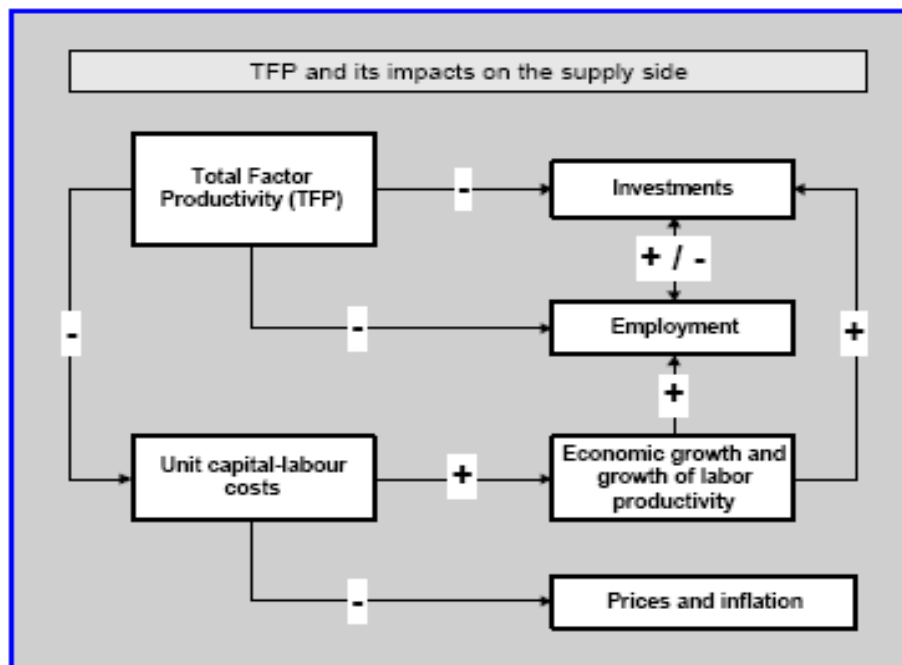 TFP and its impacts on the supply side
Total Factor
Productivity (TFP)
-
Investments
+ / -
-
Employment
-
+
+
Unit capital-labour
costs
+
Economic growth and
growth of labor
productivity
-
Prices and inflation